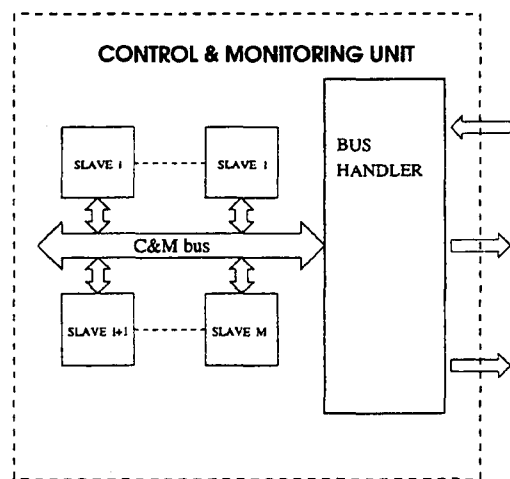 CONTROL & MONITORING UNIT
SLAVE i
SLAVE 1
BUS
HANDLER
C&M bus
SLAVE i+1
SLAVE M